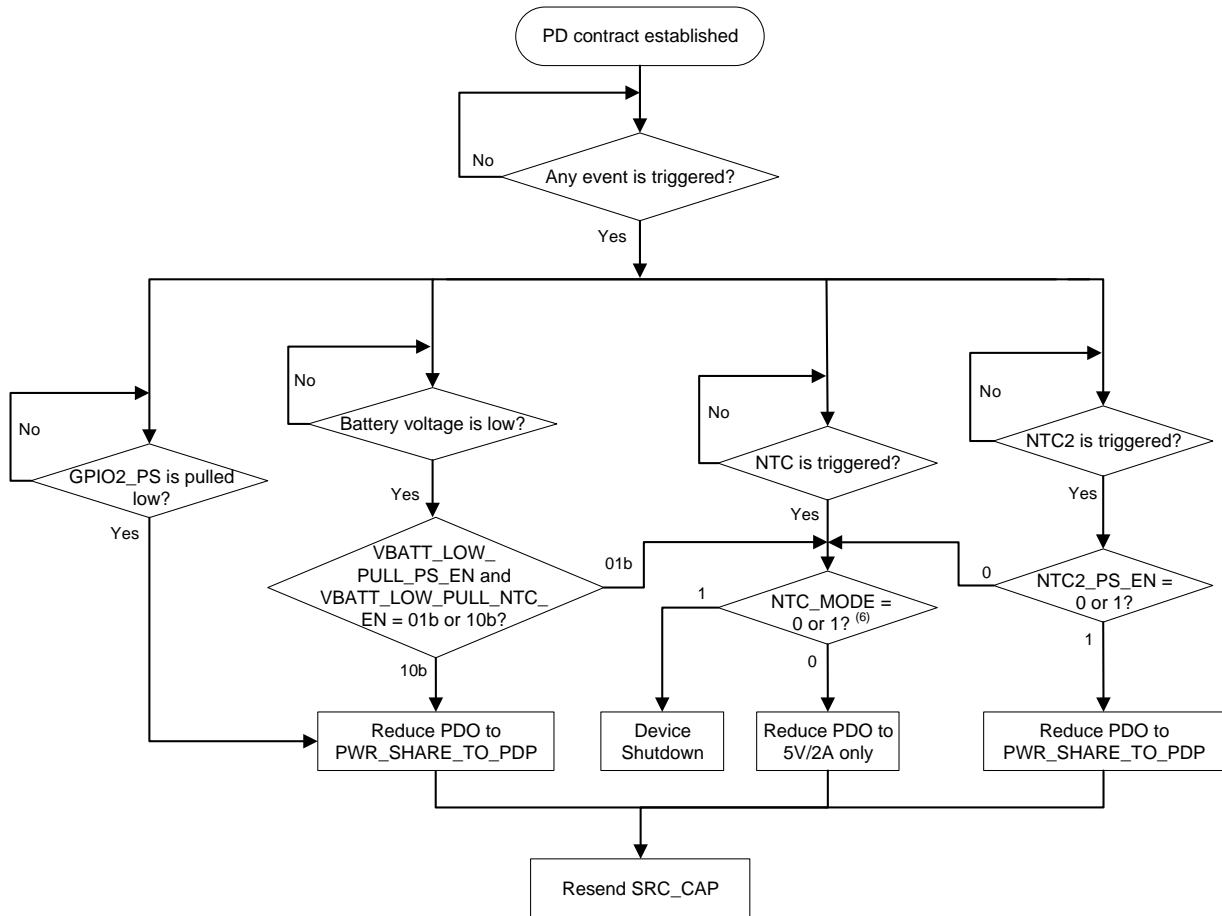 PD contract established
No
Any event is triggered?
Yes
No
GPIO2_PS is pulled
low?
Yes
No
Battery voltage is low?
Yes
VBATT_LOW_
PULL_PS_EN and
VBATT_LOW_PULL_NTC_
EN = 01b or 10b?
01b
10b
No
NTC is triggered?
Yes
NTC_MODE =
0 or 1? (6)
1
0
No
NTC2 is triggered?
Yes
NTC2_PS_EN =
0 or 1?
0
1
Reduce PDO to
PWR_SHARE_TO_PDP
Device
Shutdown
Reduce PDO to
5V/2A only
Reduce PDO to
PWR_SHARE_TO_PDP
Resend SRC_CAP